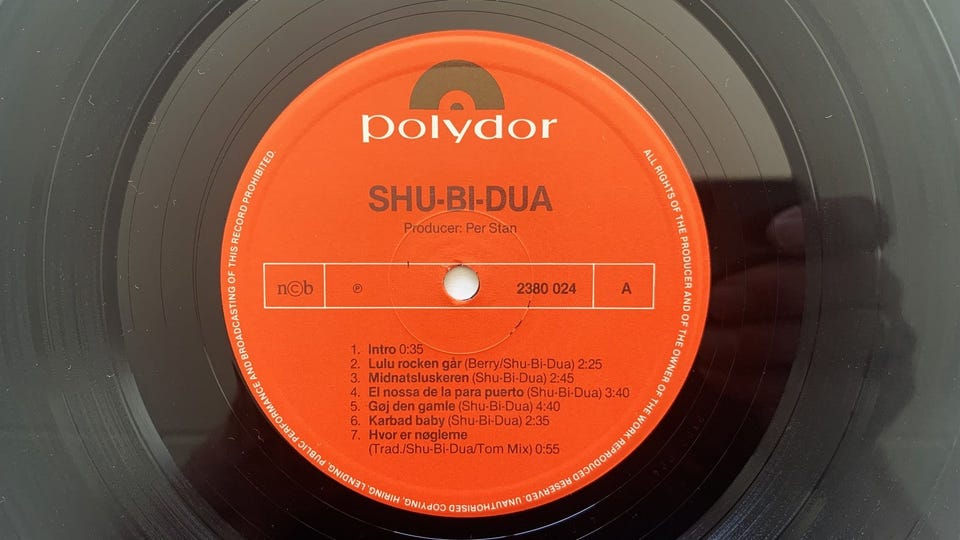 polydor
SHU-BI-DUA
Producer: Per Stan
n©b ℗ 2380 024 A
1. Intro 0:35
2. Lulu rocken går (Berry/Shu-Bi-Dua) 2:25
3. Midnatsluskeren (Shu-Bi-Dua) 2:45
4. El nossa de la para puerto (Shu-Bi-Dua) 3:40
5. Gøj den gamle (Shu-Bi-Dua) 4:40
6. Karbad baby (Shu-Bi-Dua) 2:35
7. Hvor er nøglerne
(Trad./Shu-Bi-Dua/Tom Mix) 0:55
ALL RIGHTS OF THE PRODUCER AND OF THE OWNER OF THE WORK REPRODUCED RESERVED. UNAUTHORISED COPYING, HIRING, LENDING, PUBLIC PERFORMANCE AND BROADCASTING OF THIS RECORD PROHIBITED.